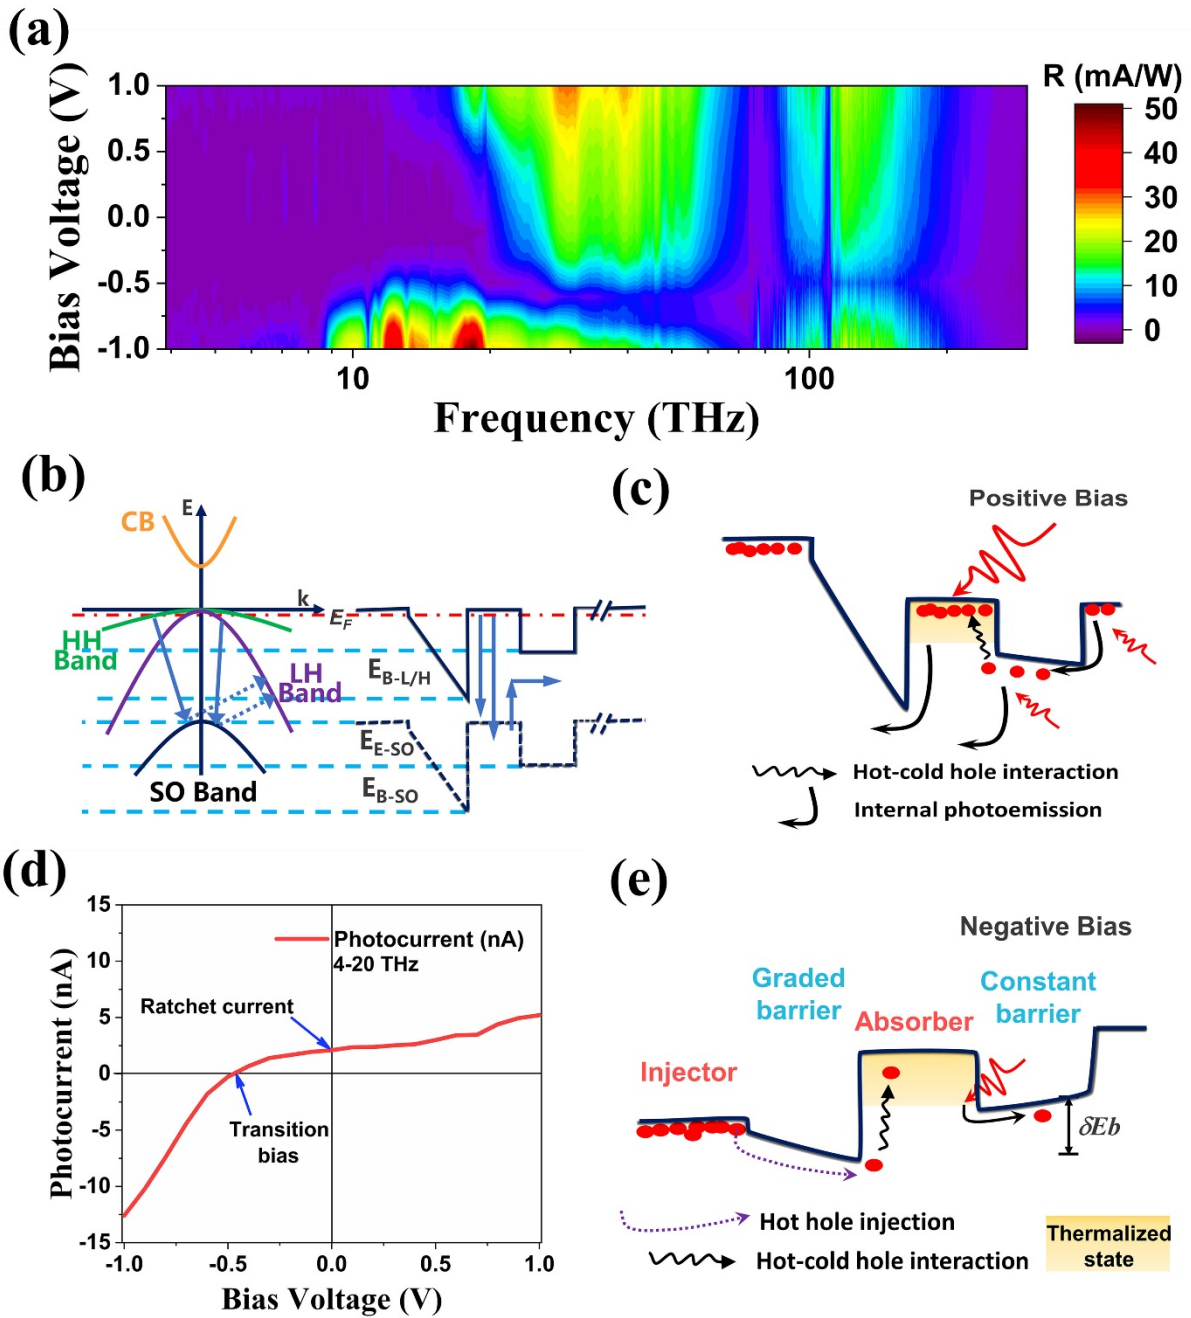 (a)
Bias Voltage (V)
1.0
0.5
0.0
-0.5
-1.0
10
100
Frequency (THz)
R (mA/W)
50
40
30
20
10
0
(b)
E
CB
k
E_F
HH
Band
LH
Band
SO Band
E_B-L/H
E_E-SO
E_B-SO
(c)
Positive Bias
Hot-cold hole interaction
Internal photoemission
(d)
Photocurrent (nA)
15
10
5
0
-5
-10
-15
-1.0
-0.5
0.0
0.5
1.0
Bias Voltage (V)
Photocurrent (nA)
4-20 THz
Ratchet current
Transition
bias
(e)
Negative Bias
Graded
barrier
Constant
barrier
Absorber
Injector
δEb
Hot hole injection
Hot-cold hole interaction
Thermalized
state